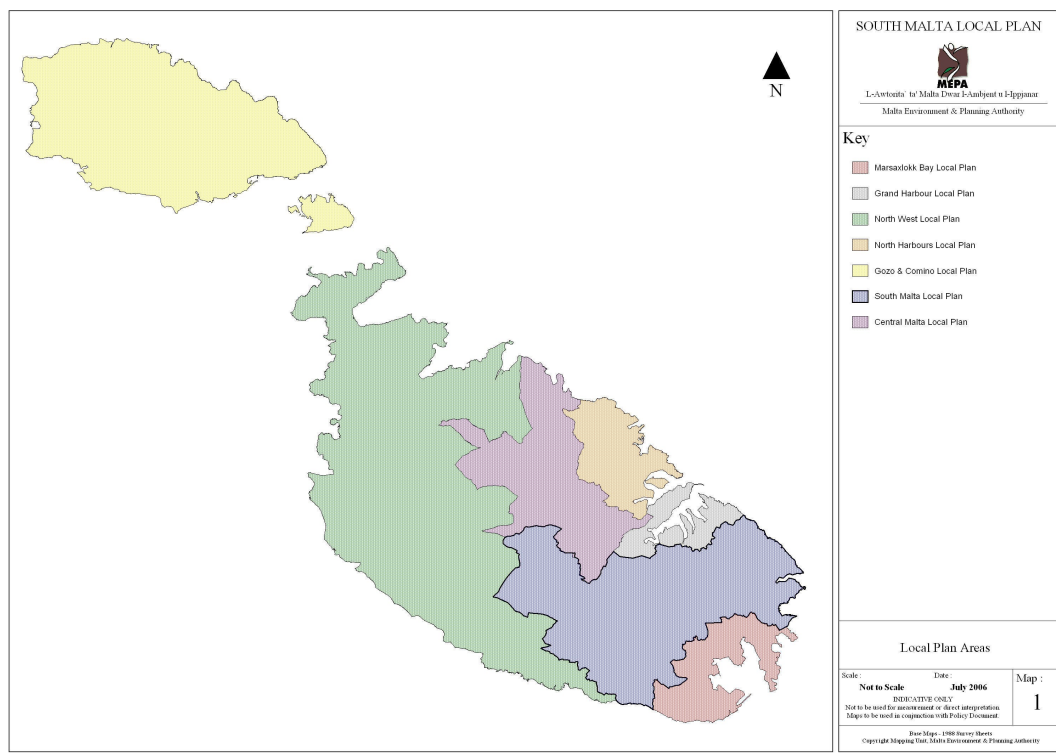 N
SOUTH MALTA LOCAL PLAN
MEPA
L-Awtorita` ta' Malta Dwar l-Ambjent u l-Ippjanar
Malta Environment & Planning Authority
Key
Marsaxlokk Bay Local Plan
Grand Harbour Local Plan
North West Local Plan
North Harbours Local Plan
Gozo & Comino Local Plan
South Malta Local Plan
Central Malta Local Plan
Local Plan Areas
Scale : Date : Map :
Not to Scale July 2006 1
INDICATIVE ONLY
Not to be used for measurement or direct interpretation.
Maps to be used in conjunction with Policy Document.
Base Maps - 1988 Survey Sheets
Copyright Mapping Unit, Malta Environment & Planning Authority